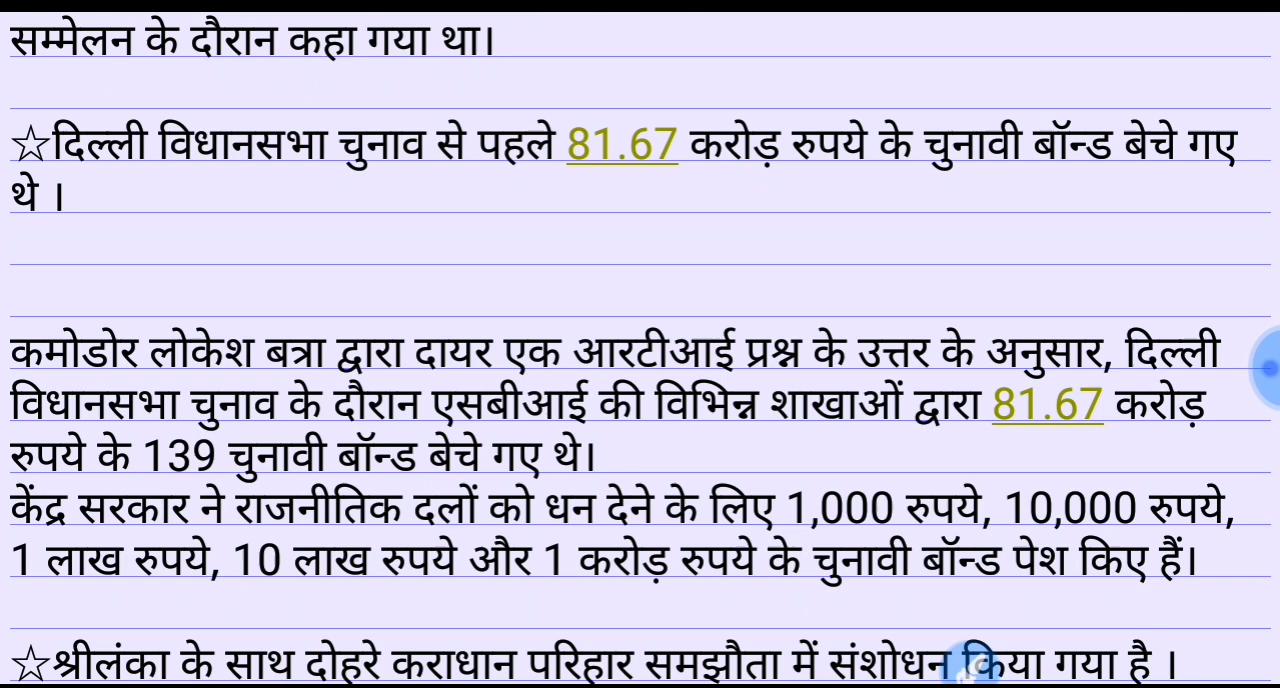 सम्मेलन के दौरान कहा गया था।
☆दिल्ली विधानसभा चुनाव से पहले 81.67 करोड़ रुपये के चुनावी बॉन्ड बेचे गए
थे ।
कमोडोर लोकेश बत्रा द्वारा दायर एक आरटीआई प्रश्न के उत्तर के अनुसार, दिल्ली
विधानसभा चुनाव के दौरान एसबीआई की विभिन्न शाखाओं द्वारा 81.67 करोड़
रुपये के 139 चुनावी बॉन्ड बेचे गए थे।
केंद्र सरकार ने राजनीतिक दलों को धन देने के लिए 1,000 रुपये, 10,000 रुपये,
1 लाख रुपये, 10 लाख रुपये और 1 करोड़ रुपये के चुनावी बॉन्ड पेश किए हैं।
☆श्रीलंका के साथ दोहरे कराधान परिहार समझौता में संशोधन किया गया है ।